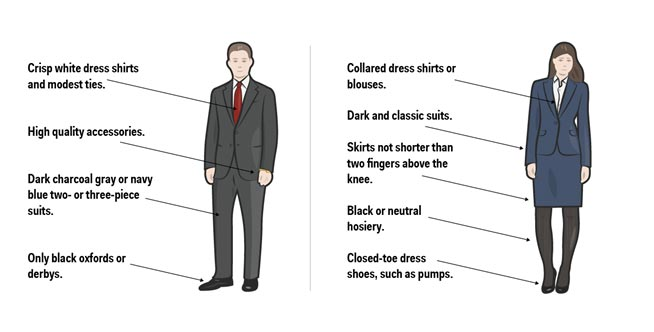 Crisp white dress shirts
and modest ties.
High quality accessories.
Dark charcoal gray or navy
blue two- or three-piece
suits.
Only black oxfords or
derbys.
Collared dress shirts or
blouses.
Dark and classic suits.
Skirts not shorter than
two fingers above the
knee.
Black or neutral
hosiery.
Closed-toe dress
shoes, such as pumps.